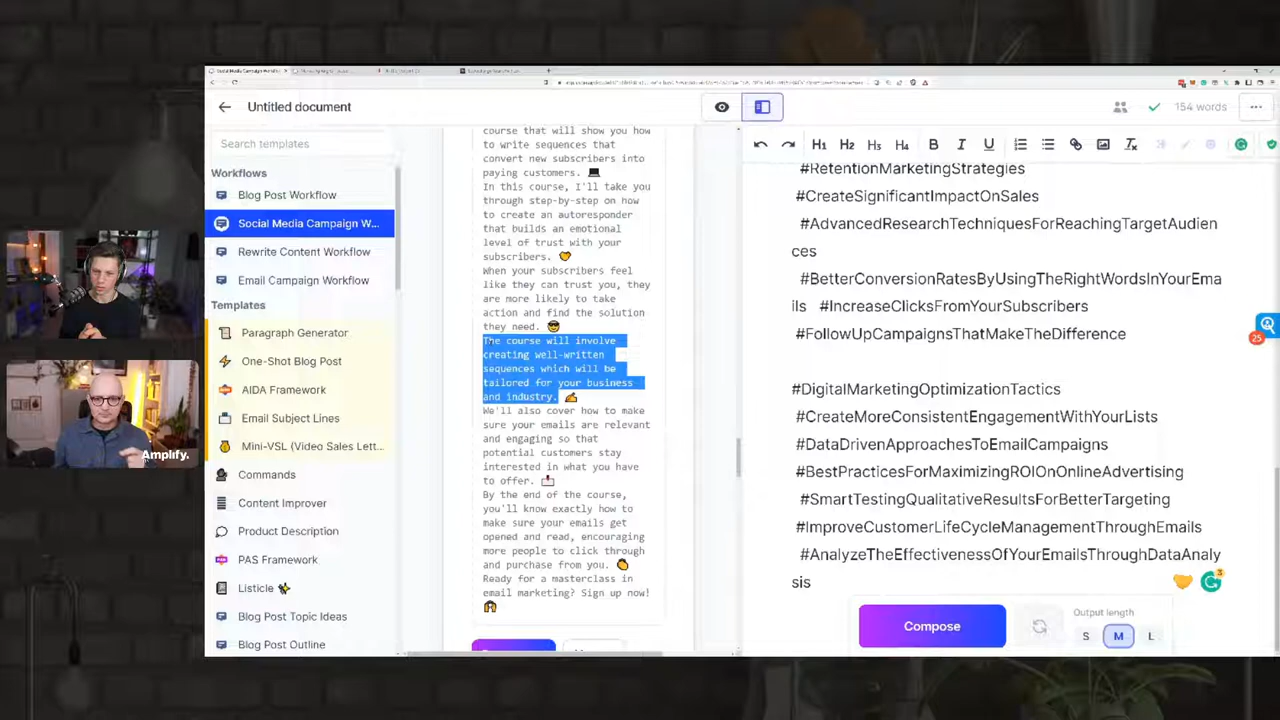 Untitled document
154 words
Search templates
Workflows
Blog Post Workflow
Social Media Campaign W...
Rewrite Content Workflow
Email Campaign Workflow
Templates
Paragraph Generator
One-Shot Blog Post
AIDA Framework
Email Subject Lines
Mini-VSL (Video Sales Lett...
Commands
Content Improver
Product Description
PAS Framework
Listicle
Blog Post Topic Ideas
Blog Post Outline
course that will show you how
to write sequences that
convert new subscribers into
paying customers.
In this course, I'll take you
through step-by-step on how
to create an autoresponder
that builds an emotional
level of trust with your
subscribers.
When your subscribers feel
like they can trust you, they
are more likely to take
action and find the solution
they need.
The course will involve
creating well-written
sequences which will be
tailored for your business
and industry.
We'll also cover how to make
sure your emails are relevant
and engaging so that
potential customers stay
interested in what you have
to offer.
By the end of the course,
you'll know exactly how to
make sure your emails get
opened and read, encouraging
more people to click through
and purchase from you.
Ready for a masterclass in
email marketing? Sign up now!
H1 H2 H3 H4 B I U
#RetentionMarketingStrategies
#CreateSignificantImpactOnSales
#AdvancedResearchTechniquesForReachingTargetAudien
ces
#BetterConversionRatesByUsingTheRightWordsInYourEma
ils #IncreaseClicksFromYourSubscribers
#FollowUpCampaignsThatMakeTheDifference
#DigitalMarketingOptimizationTactics
#CreateMoreConsistentEngagementWithYourLists
#DataDrivenApproachesToEmailCampaigns
#BestPracticesForMaximizingROIOnOnlineAdvertising
#SmartTestingQualitativeResultsForBetterTargeting
#ImproveCustomerLifeCycleManagementThroughEmails
#AnalyzeTheEffectivenessOfYourEmailsThroughDataAnaly
sis
3
25
Compose
Output length
S M L
Amplify.